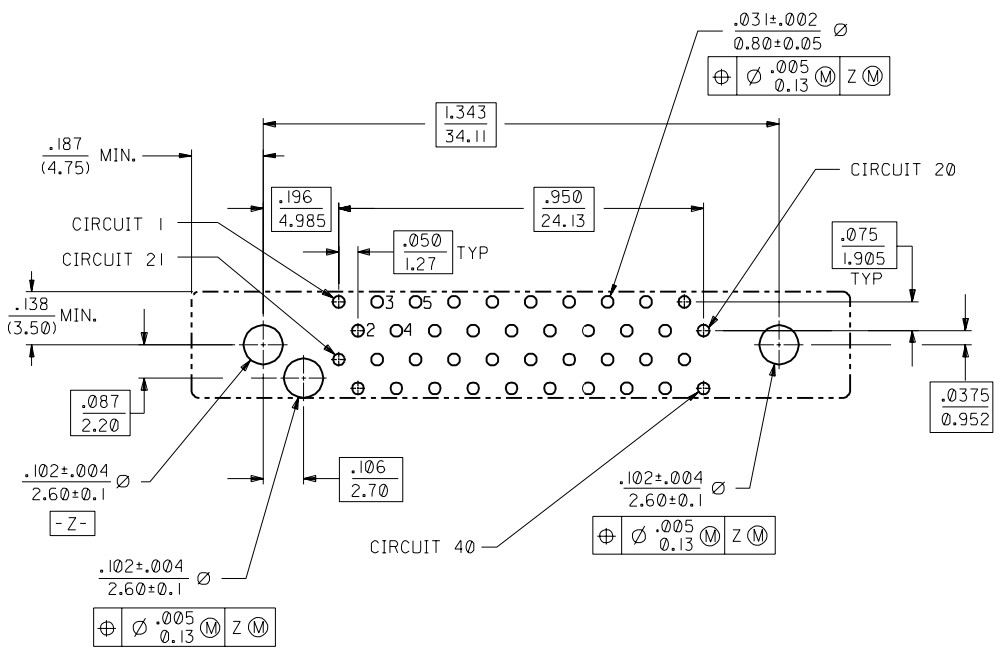 .031±.002 Ø
0.80±0.05
⌖ Ø .005 Ⓜ Z Ⓜ
0.13
1.343
34.11
.187 MIN.
(4.75)
CIRCUIT 20
.196
4.985
.950
24.13
CIRCUIT 1
.050 TYP
1.27
.075
1.905
TYP
CIRCUIT 21
.138 MIN.
(3.50)
3 5
2 4
.087
2.20
.0375
0.952
.106
2.70
.102±.004 Ø
2.60±0.1
-Z-
.102±.004 Ø
2.60±0.1
⌖ Ø .005 Ⓜ Z Ⓜ
0.13
CIRCUIT 40
.102±.004 Ø
2.60±0.1
⌖ Ø .005 Ⓜ Z Ⓜ
0.13